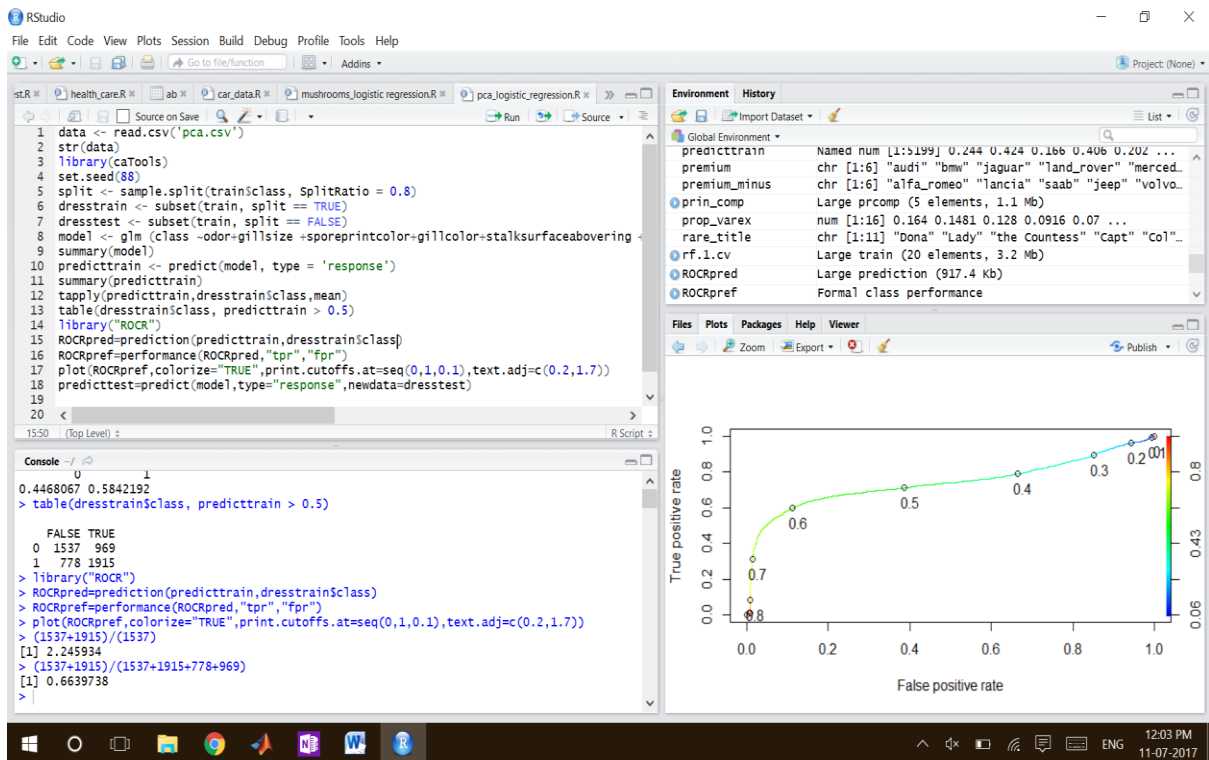 RStudio
File Edit Code View Plots Session Build Debug Profile Tools Help
Go to file/function Addins Project: (None)
st.R health_care.R ab car_data.R mushrooms_logistic regression.R pca_logistic_regression.R
Source on Save Run Source
1 data <- read.csv('pca.csv')
2 str(data)
3 library(caTools)
4 set.seed(88)
5 split <- sample.split(train$class, SplitRatio = 0.8)
6 dresstrain <- subset(train, split == TRUE)
7 dresstest <- subset(train, split == FALSE)
8 model <- glm (class ~odor+gillsize +sporeprintcolor+gillcolor+stalksurfaceabovering +
9 summary(model)
10 predicttrain <- predict(model, type = 'response')
11 summary(predicttrain)
12 tapply(predicttrain,dresstrain$class,mean)
13 table(dresstrain$class, predicttrain > 0.5)
14 library("ROCR")
15 ROCRpred=prediction(predicttrain,dresstrain$class)
16 ROCRpref=performance(ROCRpred,"tpr","fpr")
17 plot(ROCRpref,colorize="TRUE",print.cutoffs.at=seq(0,1,0.1),text.adj=c(0.2,1.7))
18 predicttest=predict(model,type="response",newdata=dresstest)
19
20
15:50 (Top Level) R Script
Console ~/
0 1
0.4468067 0.5842192
> table(dresstrain$class, predicttrain > 0.5)
FALSE TRUE
0 1537 969
1 778 1915
> library("ROCR")
> ROCRpred=prediction(predicttrain,dresstrain$class)
> ROCRpref=performance(ROCRpred,"tpr","fpr")
> plot(ROCRpref,colorize="TRUE",print.cutoffs.at=seq(0,1,0.1),text.adj=c(0.2,1.7))
> (1537+1915)/(1537)
[1] 2.245934
> (1537+1915)/(1537+1915+778+969)
[1] 0.6639738
>
Environment History
Import Dataset List
Global Environment
predicttrain Named num [1:5199] 0.244 0.424 0.166 0.406 0.202 ...
premium chr [1:6] "audi" "bmw" "jaguar" "land_rover" "merced…
premium_minus chr [1:6] "alfa_romeo" "lancia" "saab" "jeep" "volvo…
prin_comp Large prcomp (5 elements, 1.1 Mb)
prop_varex num [1:16] 0.164 0.1481 0.126 0.0916 0.07 ...
rare_title chr [1:11] "Dona" "Lady" "the Countess" "Capt" "Col"…
rf.1.cv Large train (20 elements, 3.2 Mb)
ROCRpred Large prediction (917.4 Kb)
ROCRpref Formal class performance
Files Plots Packages Help Viewer
Zoom Export Publish
True positive rate
1.0
0.8
0.6
0.4
0.2
0.0
0.8
0.7
0.6
0.5
0.4
0.3
0.2
0.8
0.43
0.06
0.0 0.2 0.4 0.6 0.8 1.0
False positive rate
ENG 12:03 PM
11-07-2017